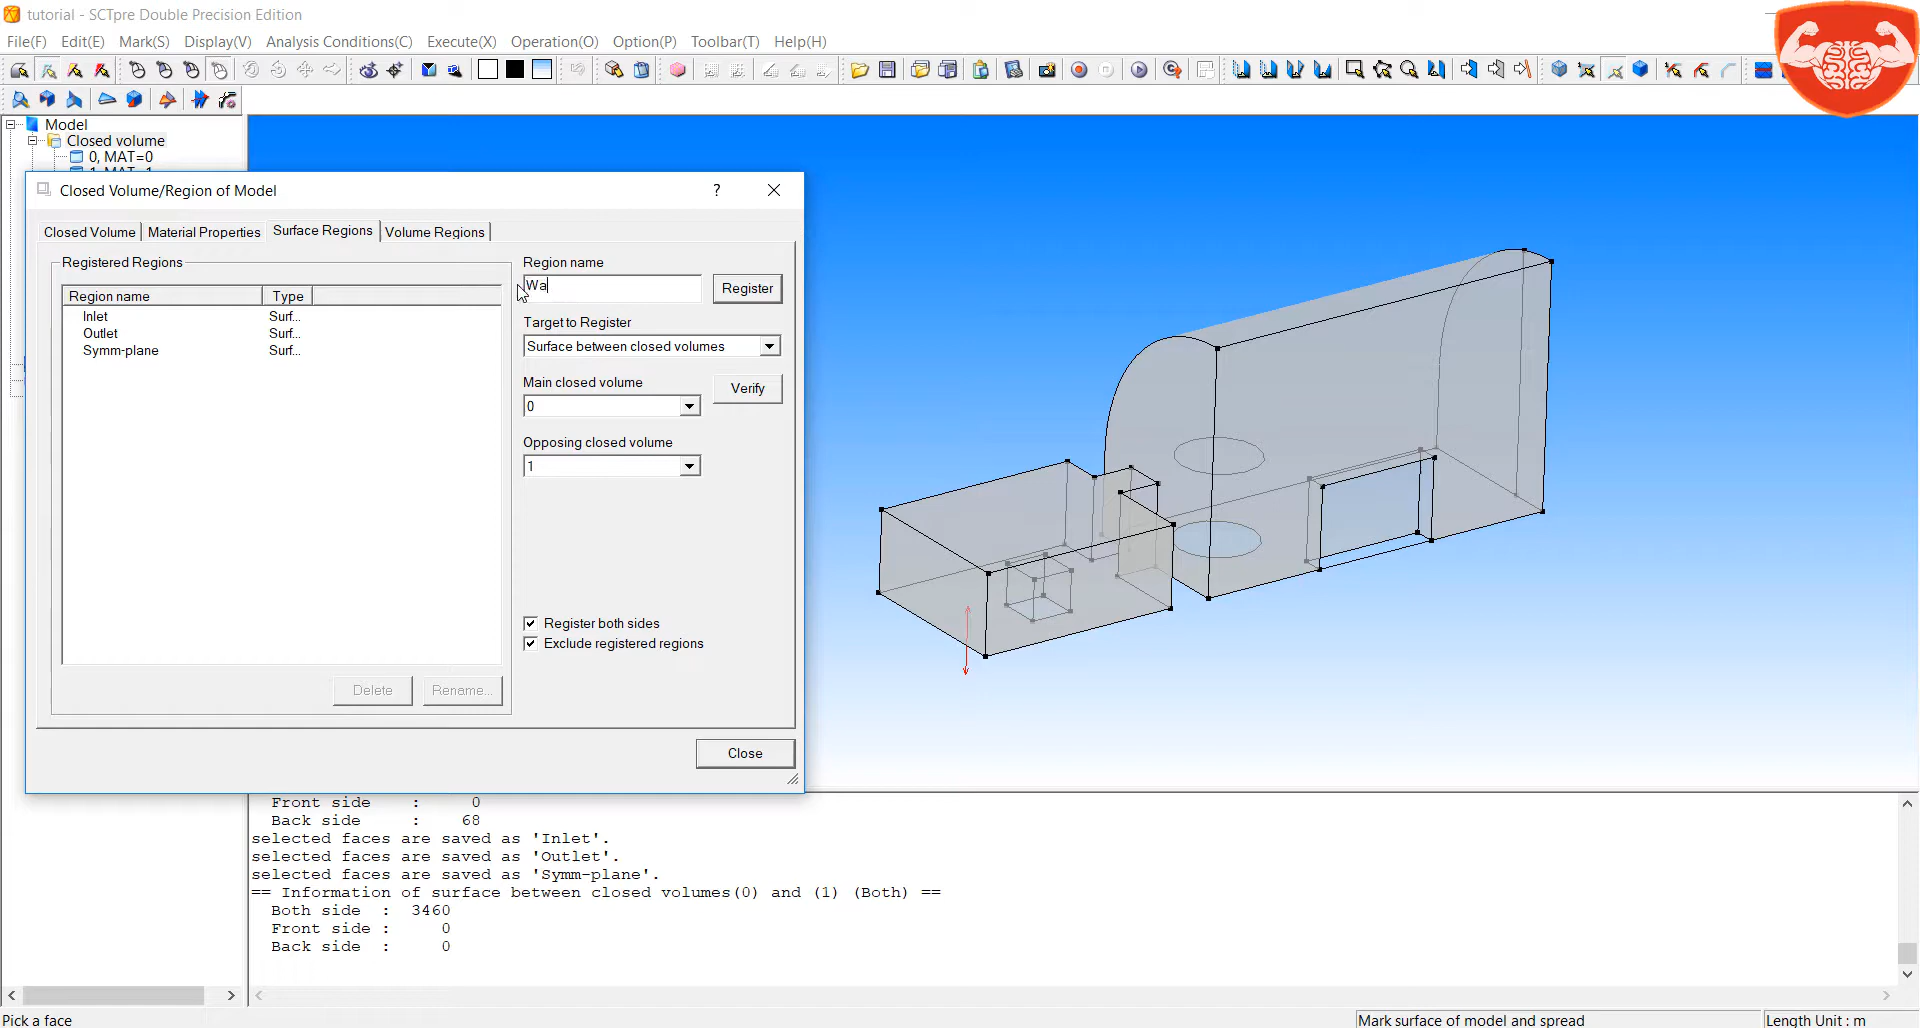 tutorial - SCTpre Double Precision Edition
File(F) Edit(E) Mark(S) Display(V) Analysis Conditions(C) Execute(X) Operation(O) Option(P) Toolbar(T) Help(H)
Model
Closed volume
0, MAT=0
Closed Volume/Region of Model ?
Closed Volume Material Properties Surface Regions Volume Regions
Registered Regions
Region name Type
Inlet Surf...
Outlet Surf...
Symm-plane Surf...
Delete Rename...
Region name
Wa
Register
Target to Register
Surface between closed volumes
Main closed volume
0
Verify
Opposing closed volume
1
Register both sides
Exclude registered regions
Close
Front side : 0
Back side : 68
selected faces are saved as 'Inlet'.
selected faces are saved as 'Outlet'.
selected faces are saved as 'Symm-plane'.
== Information of surface between closed volumes(0) and (1) (Both) ==
Both side : 3460
Front side : 0
Back side : 0
Pick a face
Mark surface of model and spread
Length Unit : m